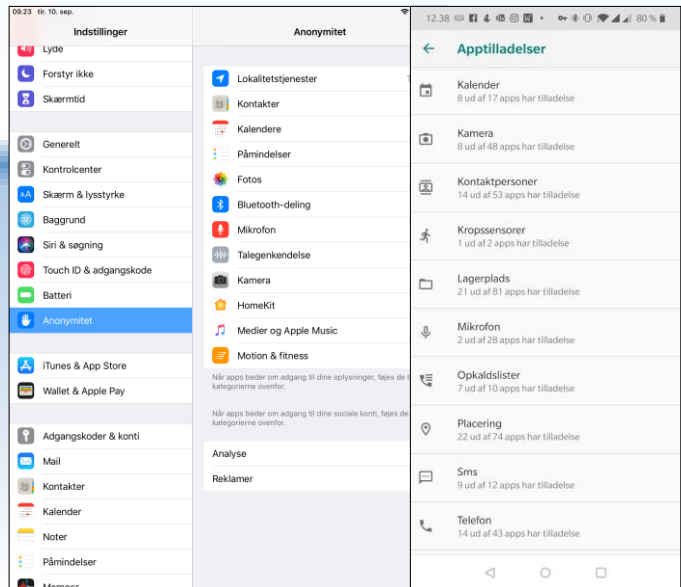 09.23 tir. 10. sep.
Indstillinger
Lyde
Forstyr ikke
Skærmtid
Generelt
Kontrolcenter
AA Skærm & lysstyrke
Baggrund
Siri & søgning
Touch ID & adgangskode
Batteri
Anonymitet
iTunes & App Store
Wallet & Apple Pay
Adgangskoder & konti
Mail
Kontakter
Kalender
Noter
Påmindelser
Anonymitet
Lokalitetstjenester
Kontakter
Kalendere
Påmindelser
Fotos
Bluetooth-deling
Mikrofon
Talegenkendelse
Kamera
HomeKit
Medier og Apple Music
Motion & fitness
Når apps beder om adgang til dine oplysninger, føjes de
kategorierne ovenfor.
Når apps beder om adgang til dine sociale konti, føjes de
kategorierne ovenfor.
Analyse
Reklamer
12.38 80 %
Apptilladelser
Kalender
8 ud af 17 apps har tilladelse
Kamera
8 ud af 48 apps har tilladelse
Kontaktpersoner
14 ud af 53 apps har tilladelse
Kropssensorer
1 ud af 2 apps har tilladelse
Lagerplads
21 ud af 81 apps har tilladelse
Mikrofon
2 ud af 28 apps har tilladelse
Opkaldslister
7 ud af 10 apps har tilladelse
Placering
22 ud af 74 apps har tilladelse
Sms
9 ud af 12 apps har tilladelse
Telefon
14 ud af 43 apps har tilladelse